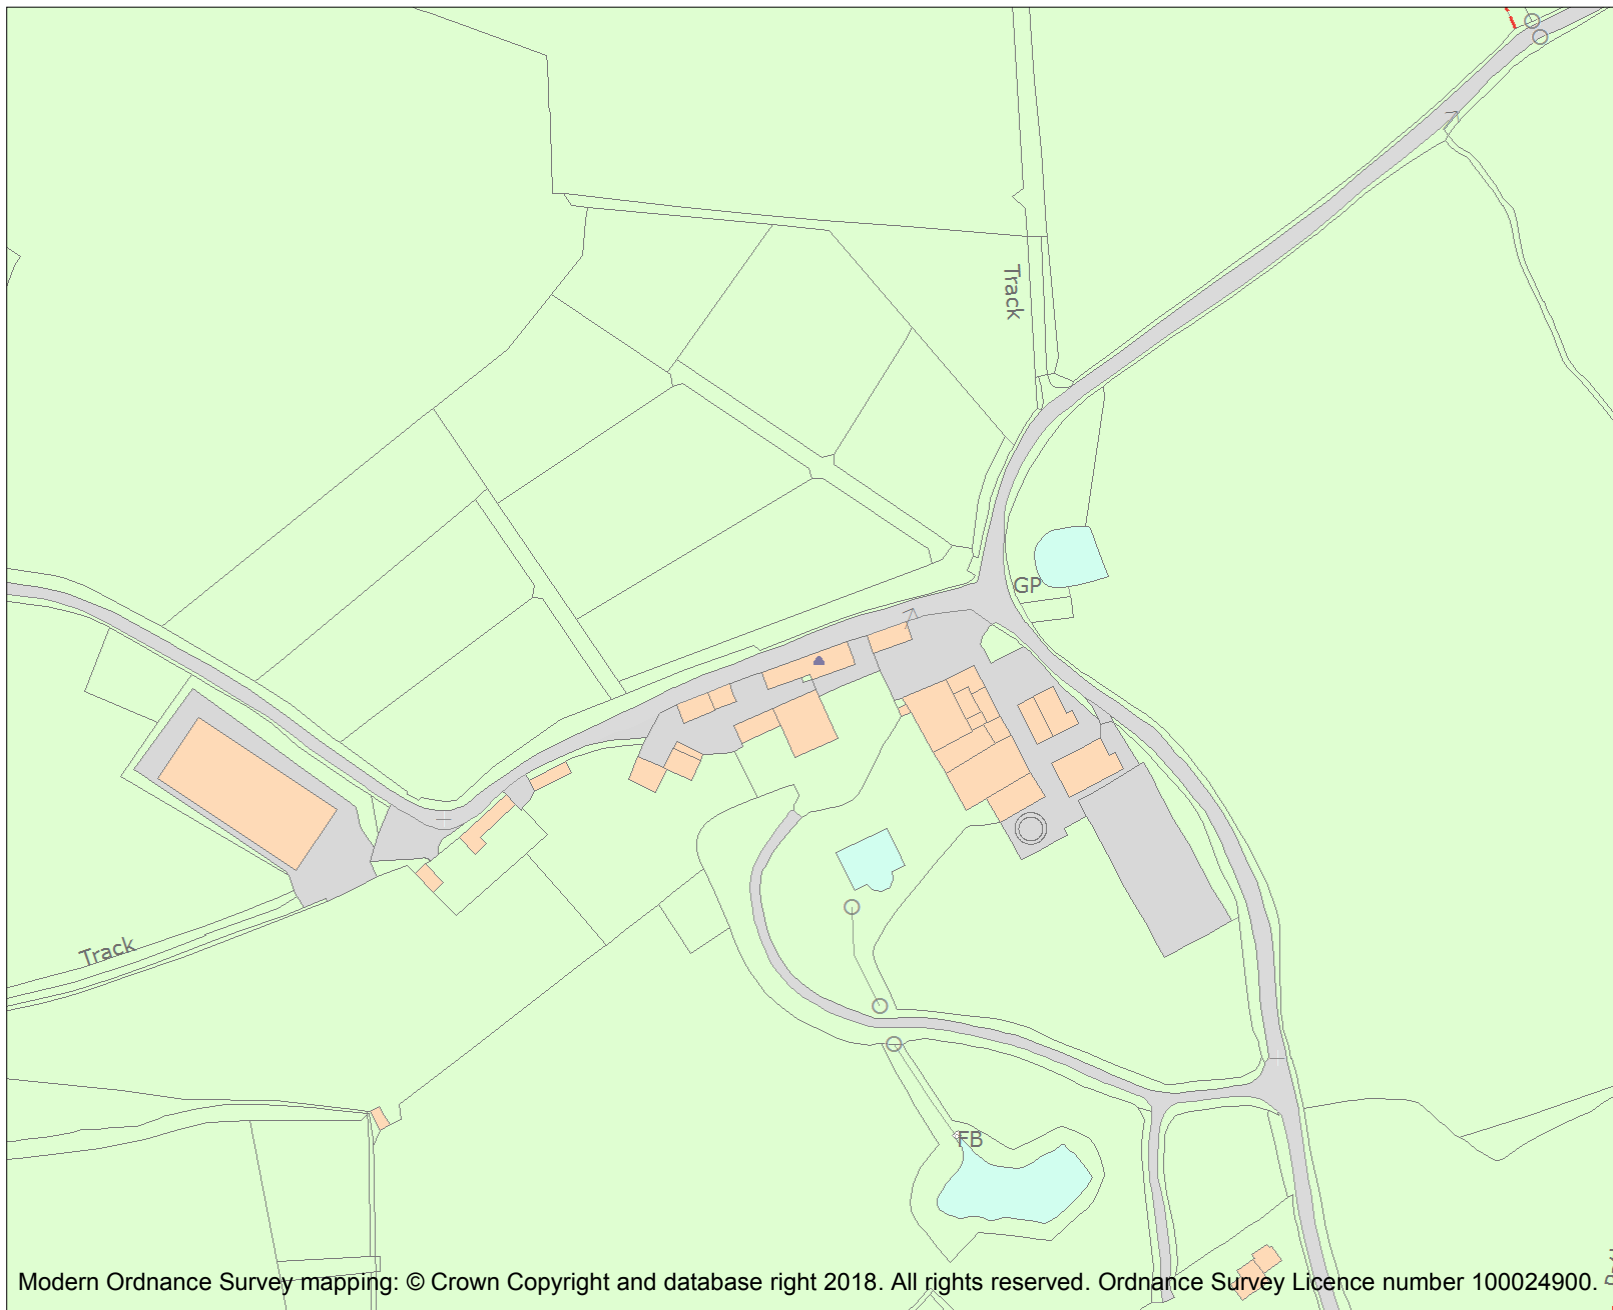 Track
GP
Track
FB
Modern Ordnance Survey mapping: © Crown Copyright and database right 2018. All rights reserved. Ordnance Survey Licence number 100024900.